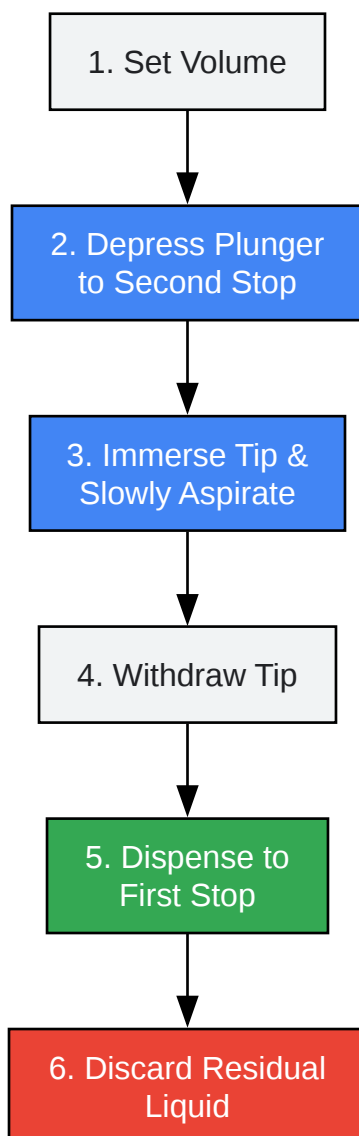 1. Set Volume
2. Depress Plunger
to Second Stop
3. Immerse Tip &
Slowly Aspirate
4. Withdraw Tip
5. Dispense to
First Stop
6. Discard Residual
Liquid